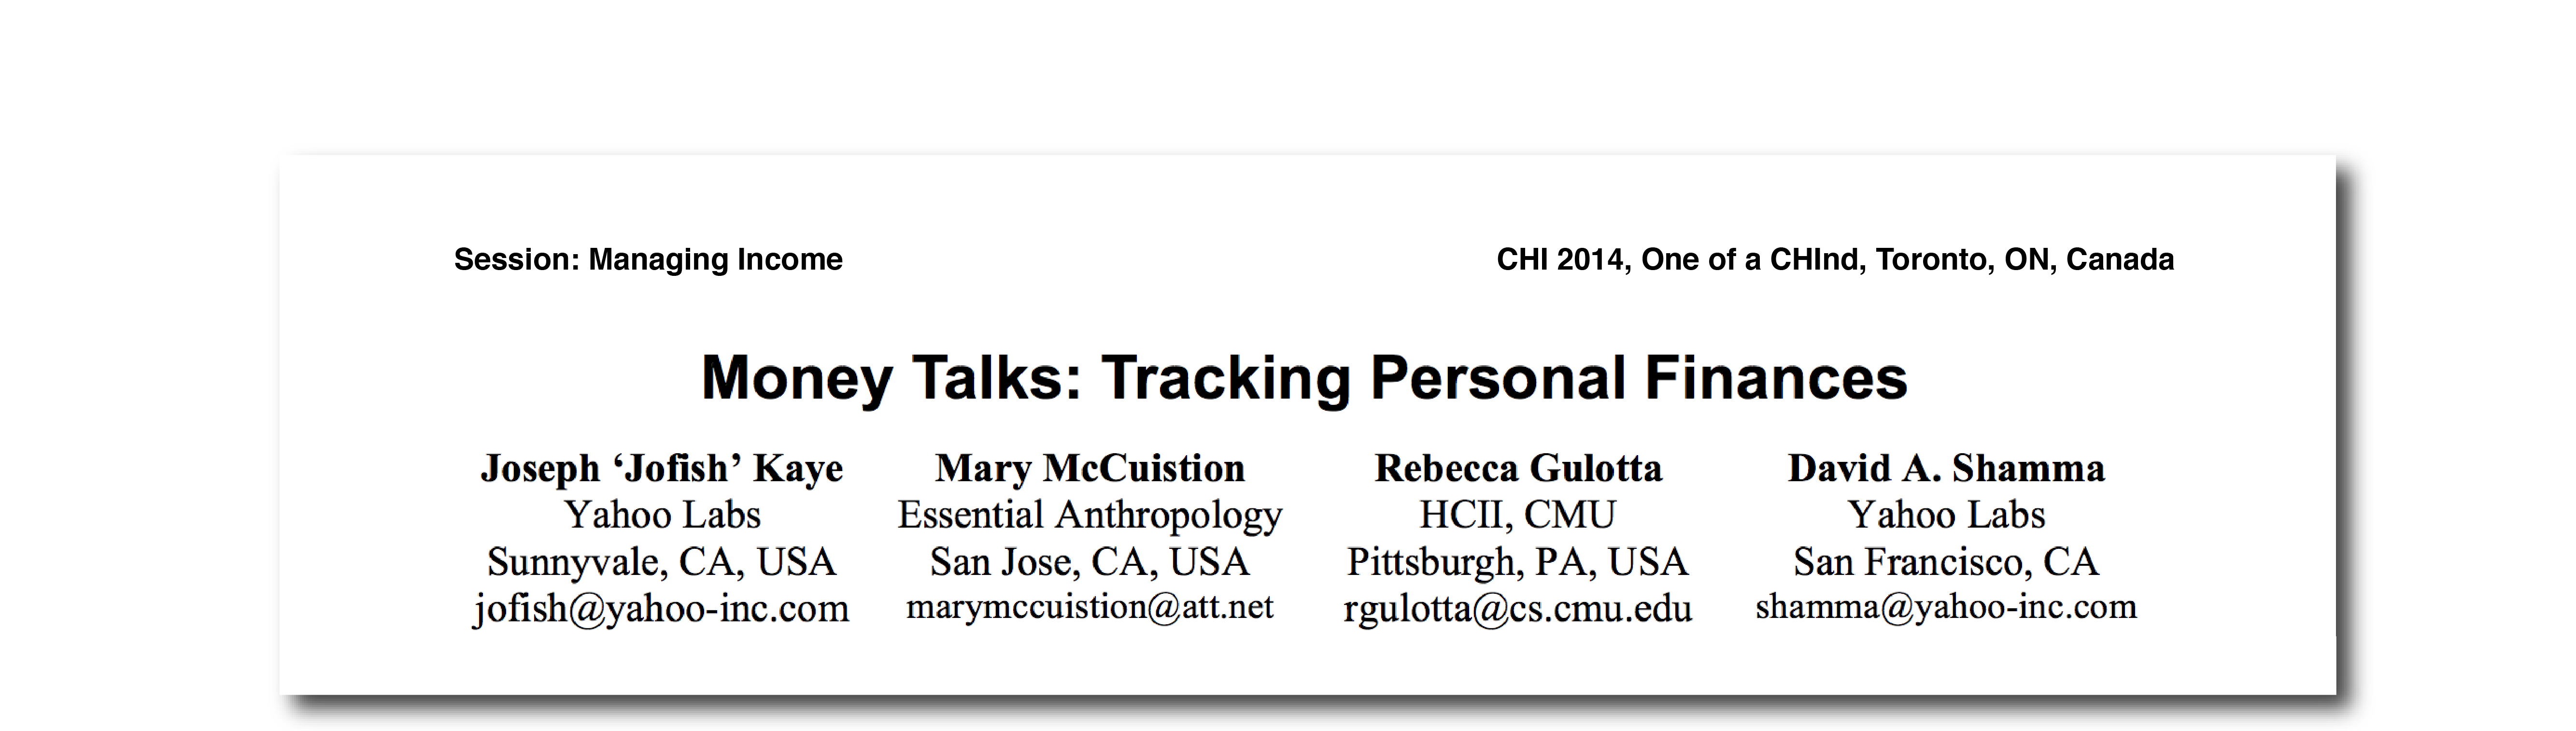 Session: Managing Income
CHI 2014, One of a CHInd, Toronto, ON, Canada
Money Talks: Tracking Personal Finances
Joseph ‘Jofish’ Kaye
Yahoo Labs
Sunnyvale, CA, USA
jofish@yahoo-inc.com
Mary McCuistion
Essential Anthropology
San Jose, CA, USA
marymccuistion@att.net
Rebecca Gulotta
HCII, CMU
Pittsburgh, PA, USA
rgulotta@cs.cmu.edu
David A. Shamma
Yahoo Labs
San Francisco, CA
shamma@yahoo-inc.com